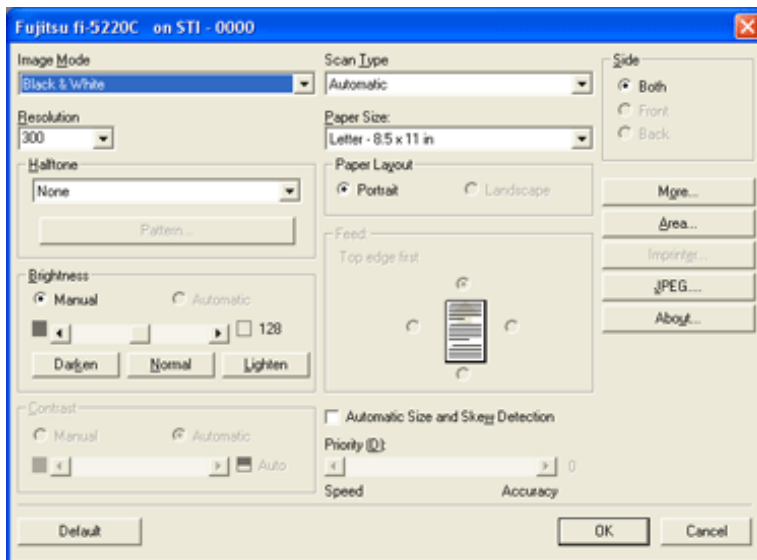 Fujitsu fi-5220C on STI - 0000
Image Mode
Black & White
Scan Type
Automatic
Side
Both
Front
Back
Resolution
300
Paper Size:
Letter - 8.5 x 11 in
Halftone
None
Pattern...
Paper Layout
Portrait
Landscape
More...
Area...
Imprinter...
JPEG....
About...
Feed
Top edge first
Brightness
Manual
Automatic
128
Darken
Normal
Lighten
Contrast
Manual
Automatic
Auto
Automatic Size and Skew Detection
Priority (D):
0
Speed
Accuracy
Default
OK
Cancel